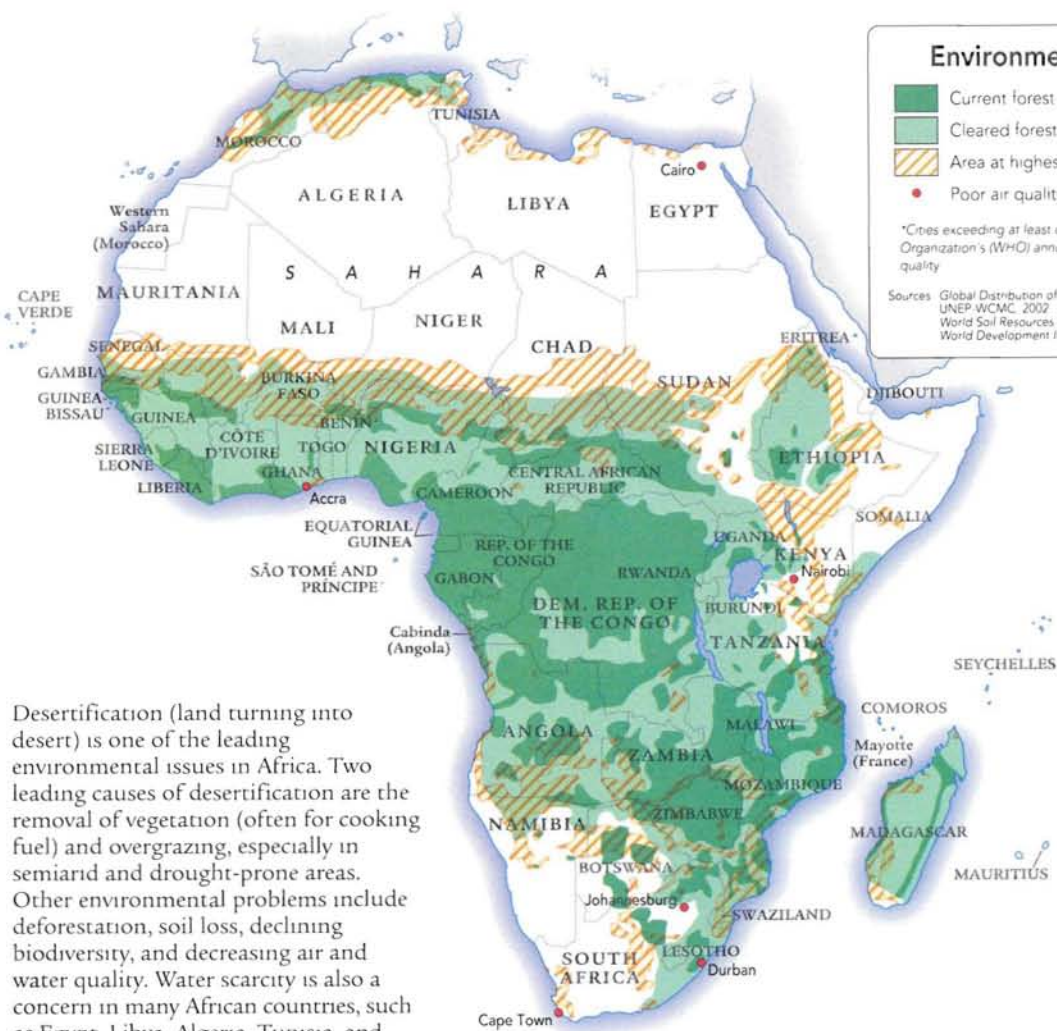 Environme
Current forest
Cleared forest
Area at highes
Poor air qualit
*Cities exceeding at least
Organization's (WHO) ann
quality
Sources: Global Distribution of
UNEP-WCMC, 2002
World Soil Resources
World Development I
TUNISIA
MOROCCO
Cairo
ALGERIA
LIBYA
EGYPT
Western
Sahara
(Morocco)
S A H A R A
CAPE
VERDE
MAURITANIA
MALI
NIGER
CHAD
ERITREA
SENEGAL
GAMBIA
BURKINA
FASO
SUDAN
DJIBOUTI
GUINEA-
BISSAU
GUINEA
BENIN
SIERRA
LEONE
CÔTE
D'IVOIRE
TOGO
NIGERIA
ETHIOPIA
LIBERIA
GHANA
Accra
CENTRAL AFRICAN
REPUBLIC
CAMEROON
SOMALIA
EQUATORIAL
GUINEA
UGANDA
KENYA
REP. OF THE
CONGO
SÃO TOMÉ AND
PRÍNCIPE
GABON
RWANDA
Nairobi
DEM. REP. OF
THE CONGO
BURUNDI
Cabinda
(Angola)
TANZANIA
SEYCHELLES
COMOROS
Mayotte
(France)
ANGOLA
MALAWI
ZAMBIA
MOZAMBIQUE
NAMIBIA
ZIMBABWE
MADAGASCAR
MAURITIUS
BOTSWANA
Johannesburg
SWAZILAND
LESOTHO
SOUTH
AFRICA
Durban
Cape Town
Desertification (land turning into
desert) is one of the leading
environmental issues in Africa. Two
leading causes of desertification are the
removal of vegetation (often for cooking
fuel) and overgrazing, especially in
semiarid and drought-prone areas.
Other environmental problems include
deforestation, soil loss, declining
biodiversity, and decreasing air and
water quality. Water scarcity is also a
concern in many African countries, such
as Egypt, Libya, Algeria, Tunisia, and